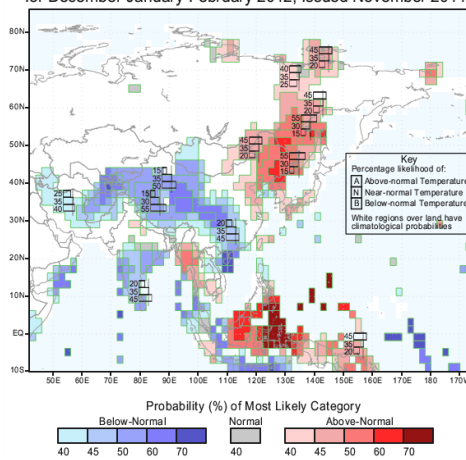 for December-January-February 2012, Issued November 2011
80N
45
35
20
40
35
25
70N
45
35
20
60N
55
30
15
50N
45
35
20
55
30
15
40N
15
35
50
25
35
40
30
55
30N
20
35
45
20N
20
35
45
10N
EQ
45
35
20
10S
Key
Percentage likelihood of:
A Above-normal Temperature
N Near-normal Temperature
B Below-normal Temperature
White regions over land have
climatological probabilities
50E 60E 70E 80E 90E 100E 110E 120E 130E 140E 150E 160E 170E 180 170W
Probability (%) of Most Likely Category
Below-Normal Normal Above-Normal
40 45 50 60 70 40 40 45 50 60 70